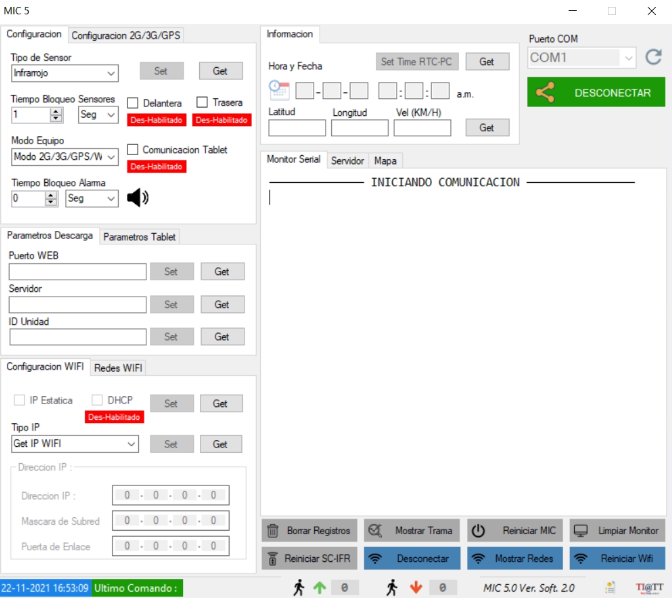 MIC 5
Configuracion
Configuracion 2G/3G/GPS
Tipo de Sensor
Infrarrojo
Set
Get
Tiempo Bloqueo Sensores
1
Seg
Delantera
Des-Habilitado
Trasera
Des-Habilitado
Modo Equipo
Modo 2G/3G/GPS/W
Comunicacion Tablet
Des-Habilitado
Tiempo Bloqueo Alarma
0
Seg
Parametros Descarga
Parametros Tablet
Puerto WEB
Set
Get
Servidor
Set
Get
ID Unidad
Set
Get
Configuracion WIFI
Redes WIFI
IP Estatica
DHCP
Des-Habilitado
Set
Get
Tipo IP
Get IP WIFI
Set
Get
Direccion IP :
Direccion IP :
0 . 0 . 0 . 0
Mascara de Subred
0 . 0 . 0 . 0
Puerta de Enlace
0 . 0 . 0 . 0
Informacion
Hora y Fecha
Set Time RTC-PC
Get
- - : : a.m.
Latitud
Longitud
Vel (KM/H)
Get
Puerto COM
COM1
DESCONECTAR
Monitor Serial
Servidor
Mapa
INICIANDO COMUNICACION
Borrar Registros
Mostrar Trama
Reiniciar MIC
Limpiar Monitor
Reiniciar SC-IFR
Desconectar
Mostrar Redes
Reiniciar Wifi
22-11-2021 16:53:09
Ultimo Comando :
0
0
MIC 5.0 Ver. Soft. 2.0
TI@TT